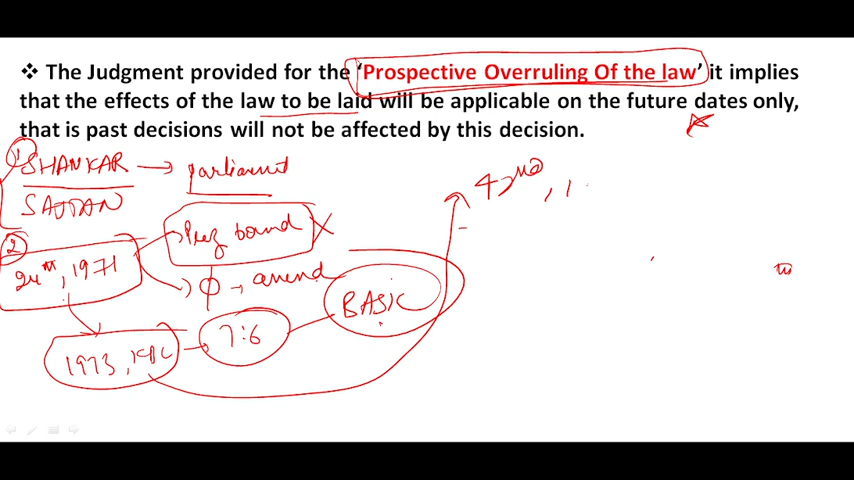 ❖ The Judgment provided for the ‘Prospective Overruling Of the law’ it implies
that the effects of the law to be laid will be applicable on the future dates only,
that is past decisions will not be affected by this decision.
1 SHANKAR → parliament
SAJJAN
2
24th, 1971
Prez bound X
→ amend
BASIC
7:6
1973,
42nd, 1